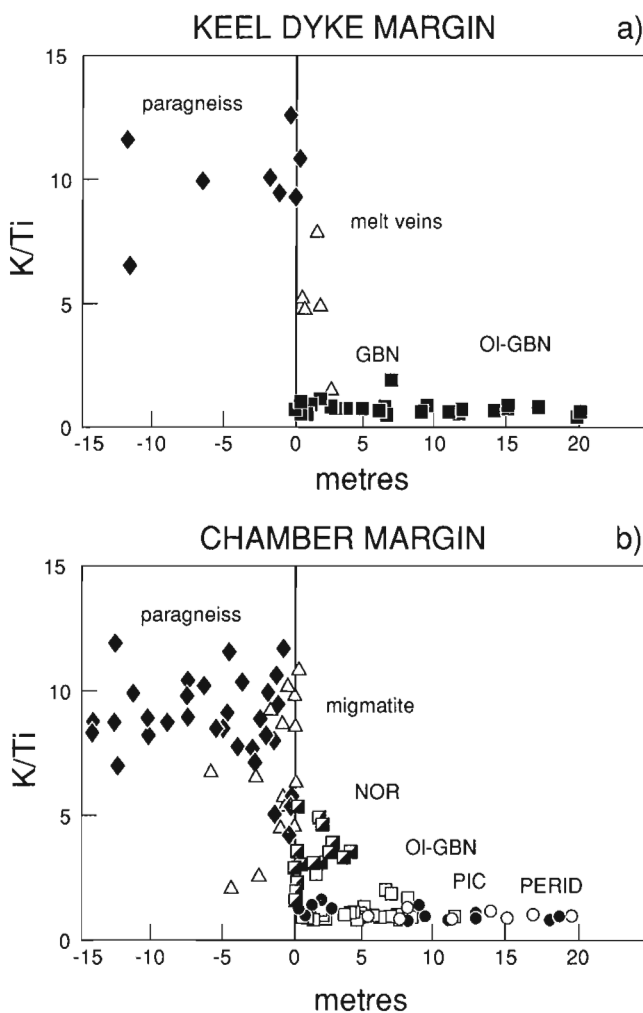 KEEL DYKE MARGIN a)
15
paragneiss
10
melt veins
K/Ti
5
GBN Ol-GBN
0
-15 -10 -5 0 5 10 15 20
metres
CHAMBER MARGIN b)
15
paragneiss
10
migmatite
K/Ti
NOR
5
Ol-GBN
PIC PERID
0
-15 -10 -5 0 5 10 15 20
metres